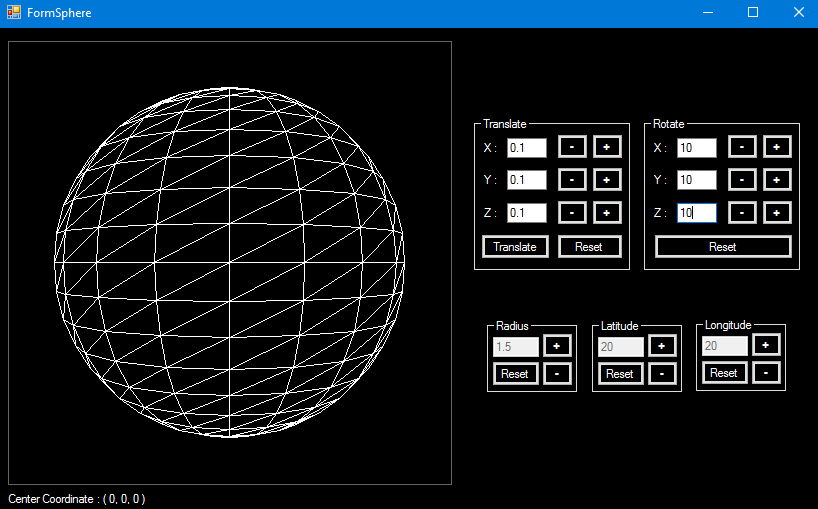 FormSphere
Translate
X : 0.1 - +
Y : 0.1 - +
Z : 0.1 - +
Translate Reset
Rotate
X : 10 - +
Y : 10 - +
Z : 10 - +
Reset
Radius
1.5 +
Reset -
Latitude
20 +
Reset -
Longitude
20 +
Reset -
Center Coordinate : ( 0, 0, 0 )